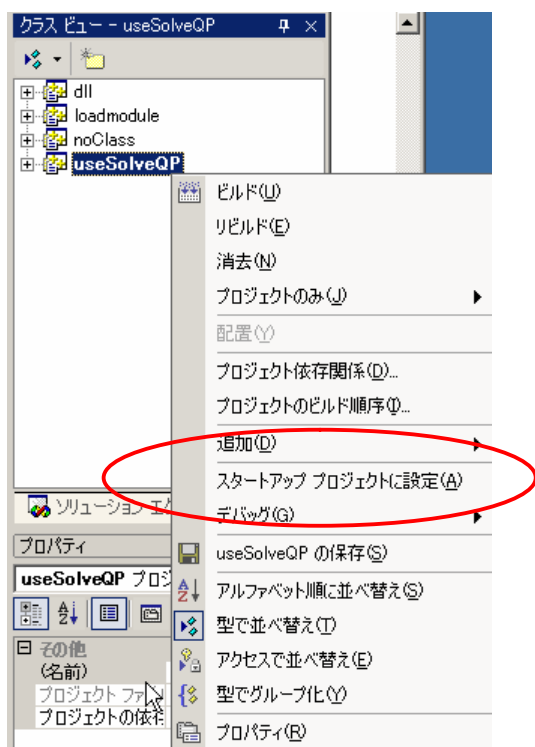 クラス ビュー - useSolveQP
dll
loadmodule
noClass
useSolveQP
ビルド(U)
リビルド(E)
消去(N)
プロジェクトのみ(J)
配置(Y)
プロジェクト依存関係(D)...
プロジェクトのビルド順序(I)...
追加(D)
スタートアップ プロジェクトに設定(A)
デバッグ(G)
useSolveQP の保存(S)
アルファベット順に並べ替え(S)
型で並べ替え(T)
アクセスで並べ替え(E)
型でグループ化(Y)
プロパティ(R)
ソリューション エク
プロパティ
useSolveQP プロジ
その他
(名前)
プロジェクト ファイ
プロジェクトの依存